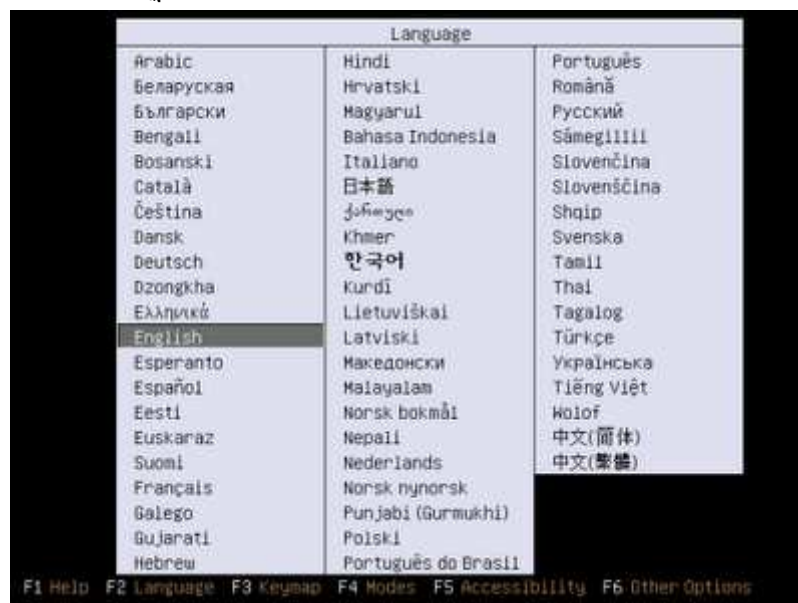 Language
Arabic
Беларуская
Български
Bengali
Bosanski
Català
Čeština
Dansk
Deutsch
Dzongkha
Ελληνικά
English
Esperanto
Español
Eesti
Euskaraz
Suomi
Français
Galego
Gujarati
Hebrew
Hindi
Hrvatski
Magyarul
Bahasa Indonesia
Italiano
日本語
ქართული
Khmer
한국어
Kurdî
Lietuviškai
Latviski
Македонски
Malayalam
Norsk bokmål
Nepali
Nederlands
Norsk nynorsk
Punjabi (Gurmukhi)
Polski
Português do Brasil
Português
Română
Русский
Sámegillii
Slovenčina
Slovenščina
Shqip
Svenska
Tamil
Thai
Tagalog
Türkçe
Українська
Tiếng Việt
Wolof
中文(简体)
中文(繁體)
F1 Help F2 Language F3 Keymap F4 Modes F5 Accessibility F6 Other Options